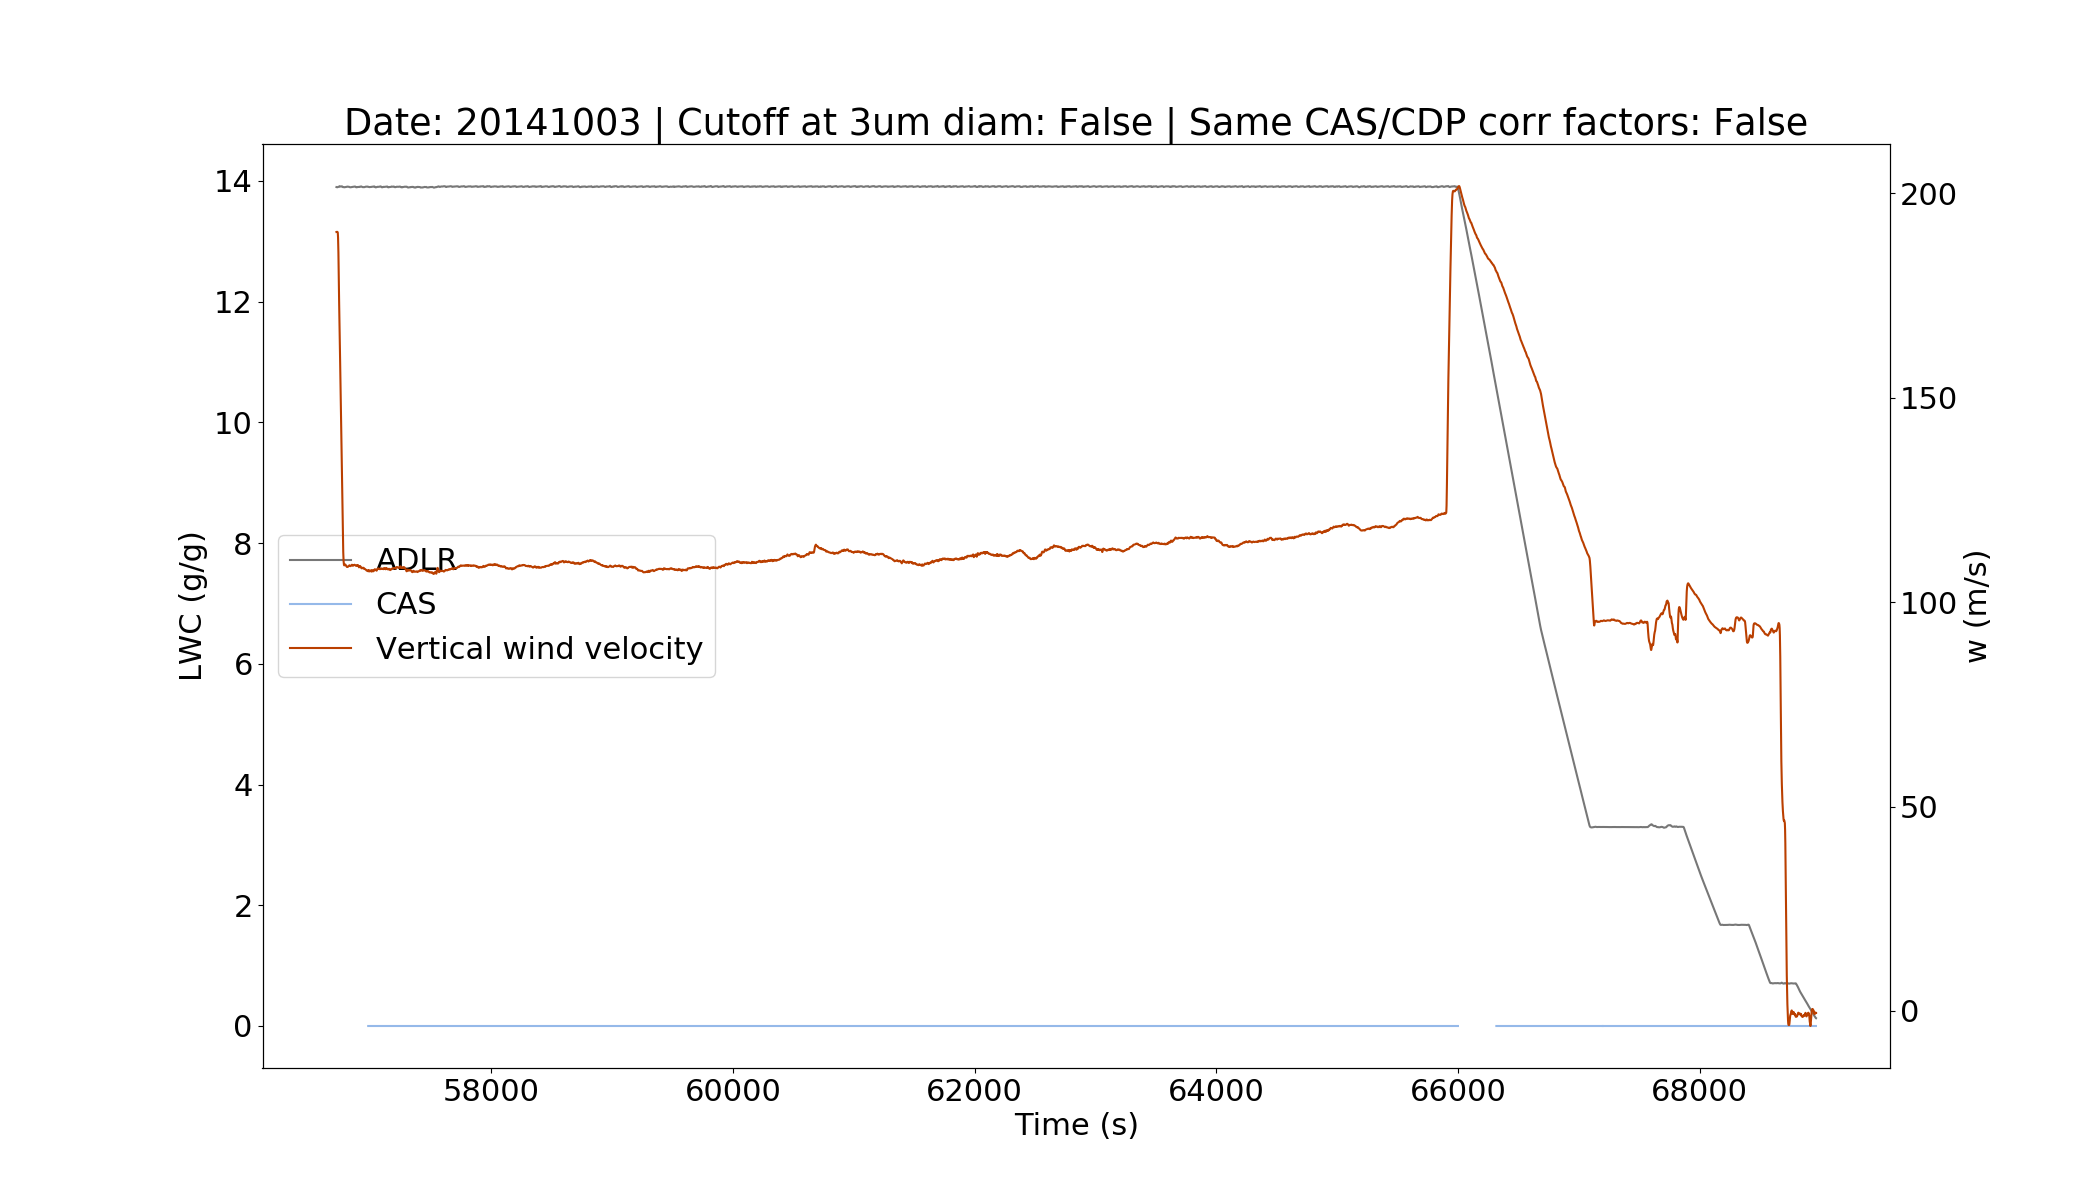 Date: 20141003 | Cutoff at 3um diam: False | Same CAS/CDP corr factors: False
14
12
10
8
6
4
2
0
LWC (g/g)
ADLR
CAS
Vertical wind velocity
200
150
100
50
0
w (m/s)
58000 60000 62000 64000 66000 68000
Time (s)